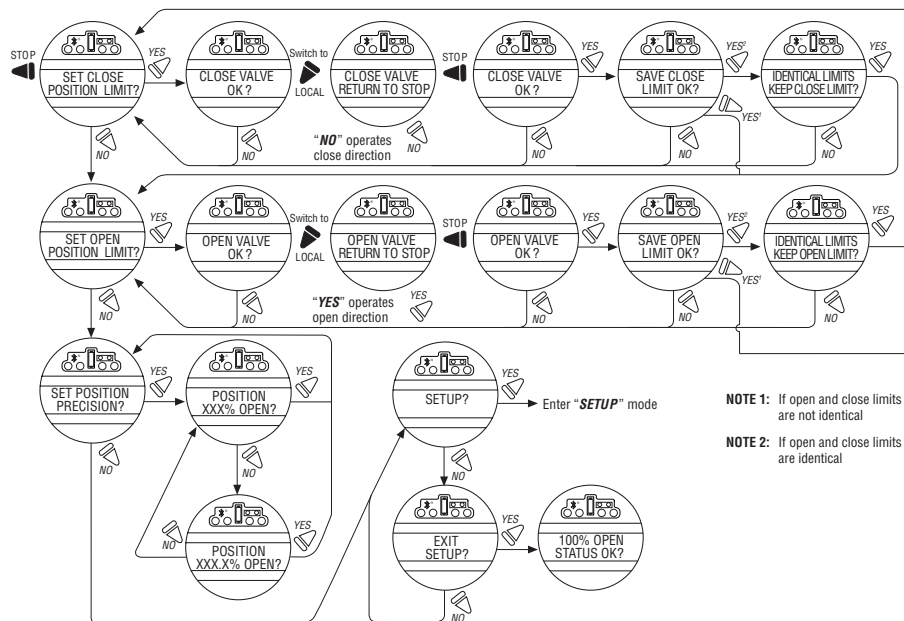 STOP
SET CLOSE
POSITION LIMIT?
YES
NO
CLOSE VALVE
OK ?
NO
Switch to
LOCAL
CLOSE VALVE
RETURN TO STOP
"NO" operates
close direction
NO
STOP
CLOSE VALVE
OK ?
YES
NO
SAVE CLOSE
LIMIT OK?
YES²
YES¹
NO
IDENTICAL LIMITS
KEEP CLOSE LIMIT?
YES
NO
SET OPEN
POSITION LIMIT?
YES
NO
OPEN VALVE
OK ?
NO
Switch to
LOCAL
OPEN VALVE
RETURN TO STOP
"YES" operates
open direction
YES
STOP
OPEN VALVE
OK ?
YES
NO
SAVE OPEN
LIMIT OK?
YES²
YES¹
NO
IDENTICAL LIMITS
KEEP OPEN LIMIT?
YES
NO
SET POSITION
PRECISION?
YES
NO
POSITION
XXX% OPEN?
YES
NO
POSITION
XXX.X% OPEN?
YES
NO
SETUP?
YES
Enter "SETUP" mode
NO
EXIT
SETUP?
YES
NO
100% OPEN
STATUS OK?
NOTE 1: If open and close limits
are not identical
NOTE 2: If open and close limits
are identical